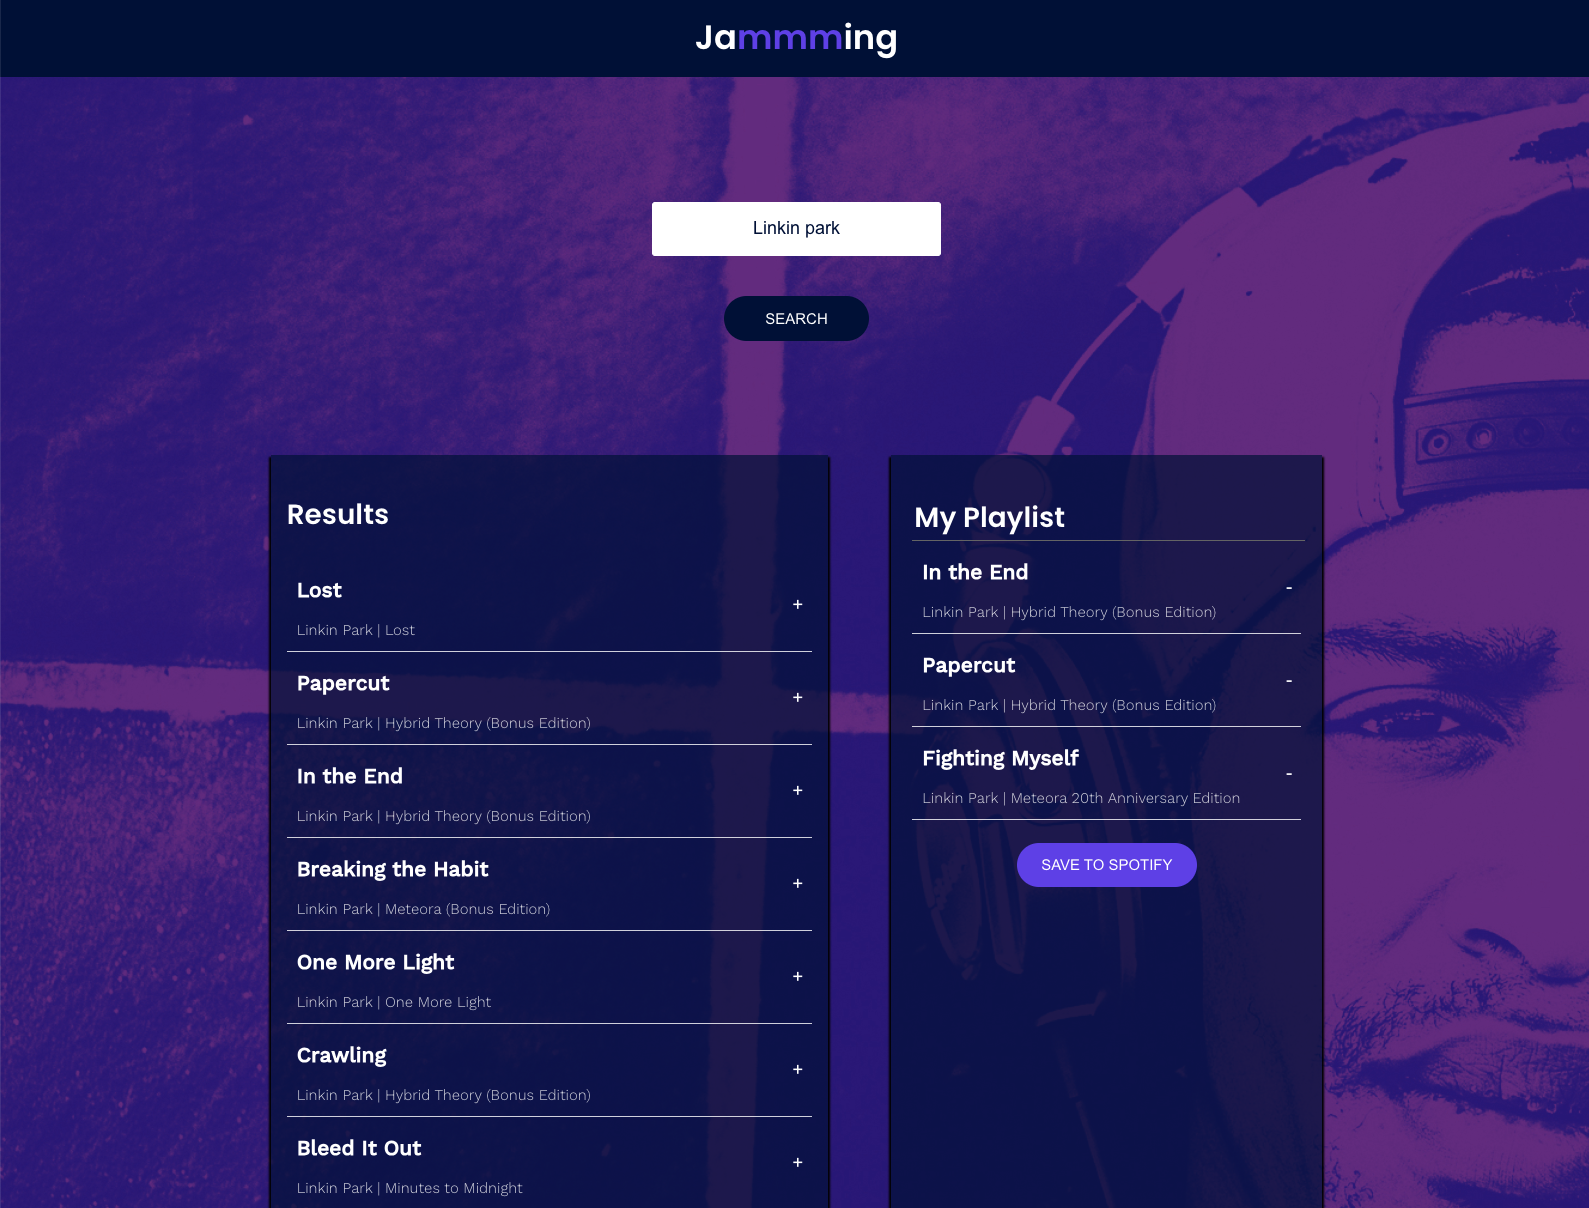 Jammming
Linkin park
SEARCH
Results
Lost
+
Linkin Park | Lost
Papercut
+
Linkin Park | Hybrid Theory (Bonus Edition)
In the End
+
Linkin Park | Hybrid Theory (Bonus Edition)
Breaking the Habit
+
Linkin Park | Meteora (Bonus Edition)
One More Light
+
Linkin Park | One More Light
Crawling
+
Linkin Park | Hybrid Theory (Bonus Edition)
Bleed It Out
+
Linkin Park | Minutes to Midnight
My Playlist
In the End
-
Linkin Park | Hybrid Theory (Bonus Edition)
Papercut
-
Linkin Park | Hybrid Theory (Bonus Edition)
Fighting Myself
-
Linkin Park | Meteora 20th Anniversary Edition
SAVE TO SPOTIFY